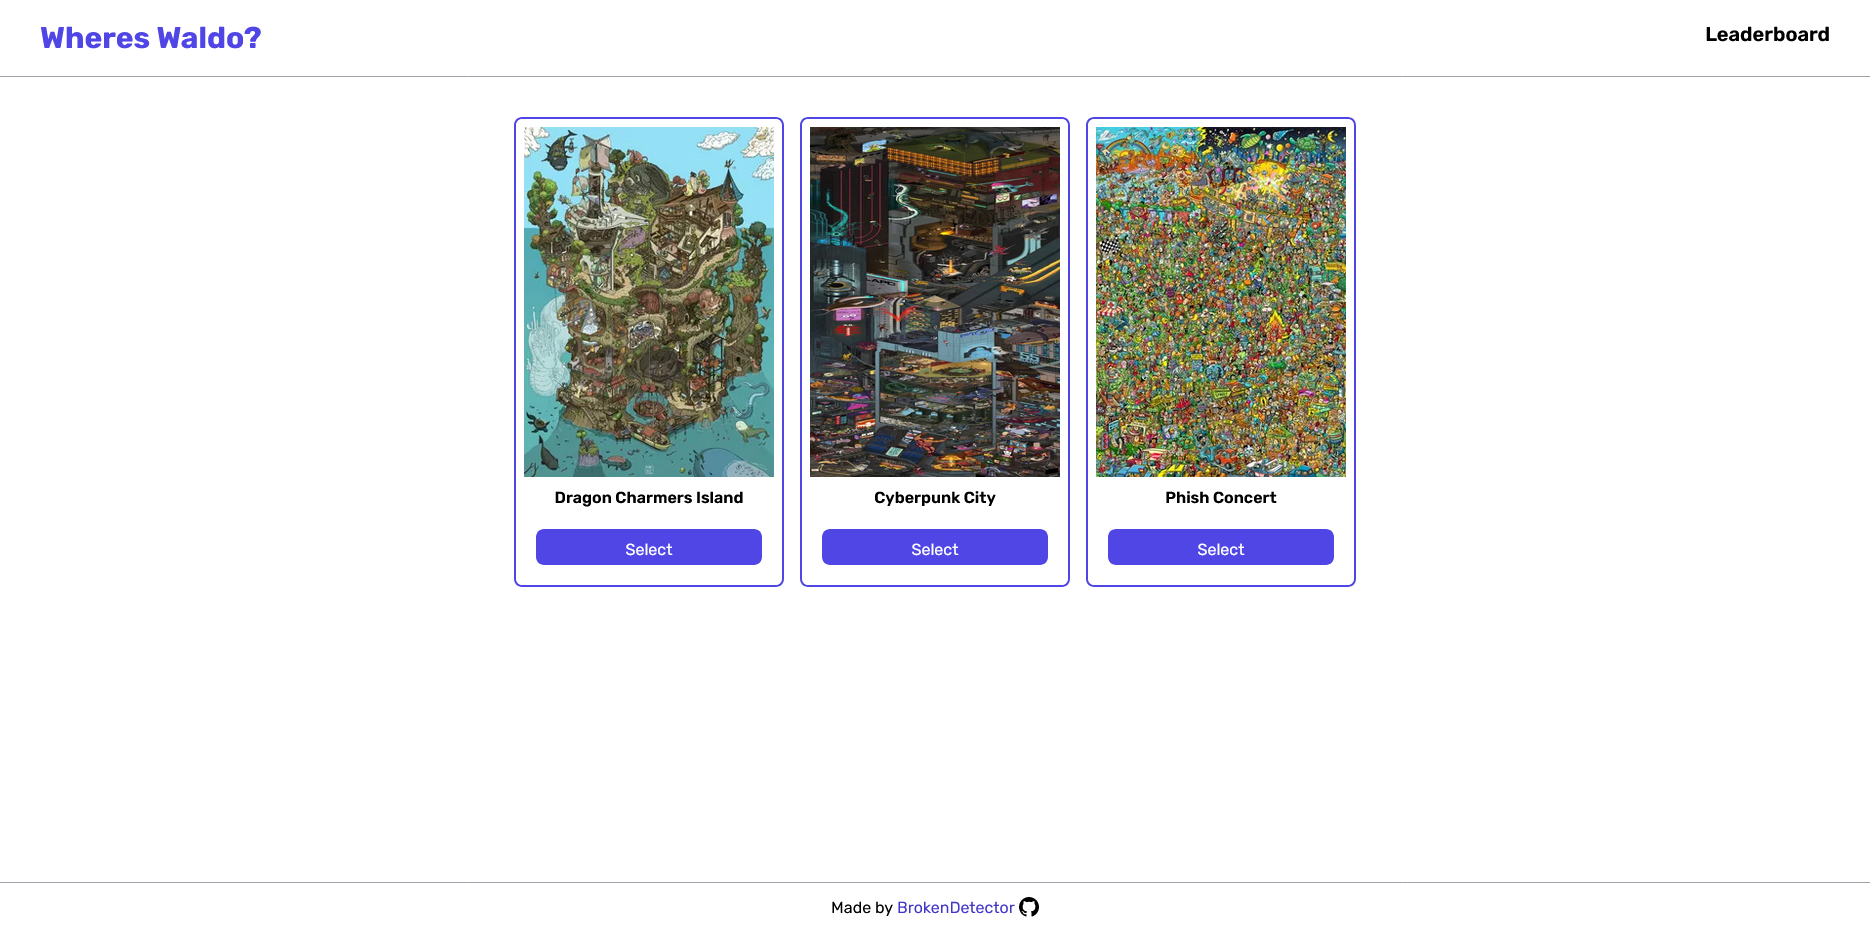 Wheres Waldo?
Leaderboard
Dragon Charmers Island
Cyberpunk City
Phish Concert
Select
Select
Select
Made by BrokenDetector